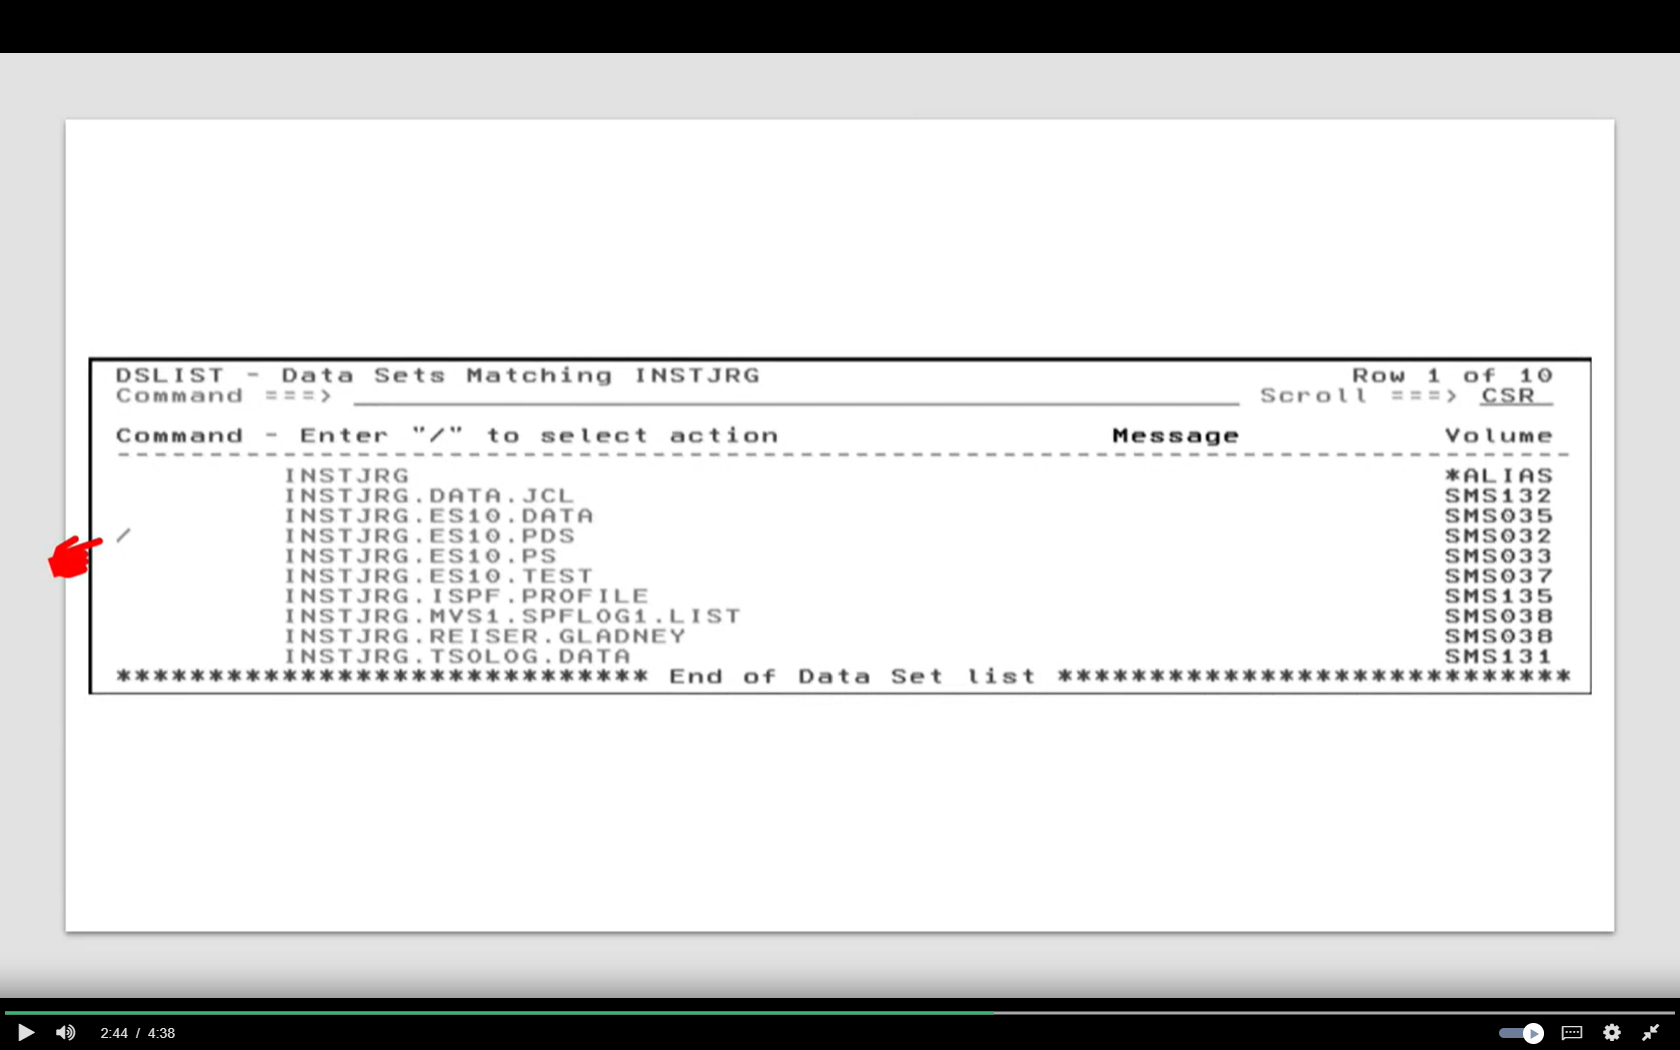 DSLIST - Data Sets Matching INSTJRG Row 1 of 10
Command ===> Scroll ===> CSR
Command - Enter "/" to select action Message Volume
-------------------------------------------------------------------------------
INSTJRG *ALIAS
INSTJRG.DATA.JCL SMS132
INSTJRG.ES10.DATA SMS035
/ INSTJRG.ES10.PDS SMS032
INSTJRG.ES10.PS SMS033
INSTJRG.ES10.TEST SMS037
INSTJRG.ISPF.PROFILE SMS135
INSTJRG.MVS1.SPFLOG1.LIST SMS038
INSTJRG.REISER.GLADNEY SMS038
INSTJRG.TSOLOG.DATA SMS131
***************************** End of Data Set list ****************************
2:44 / 4:38